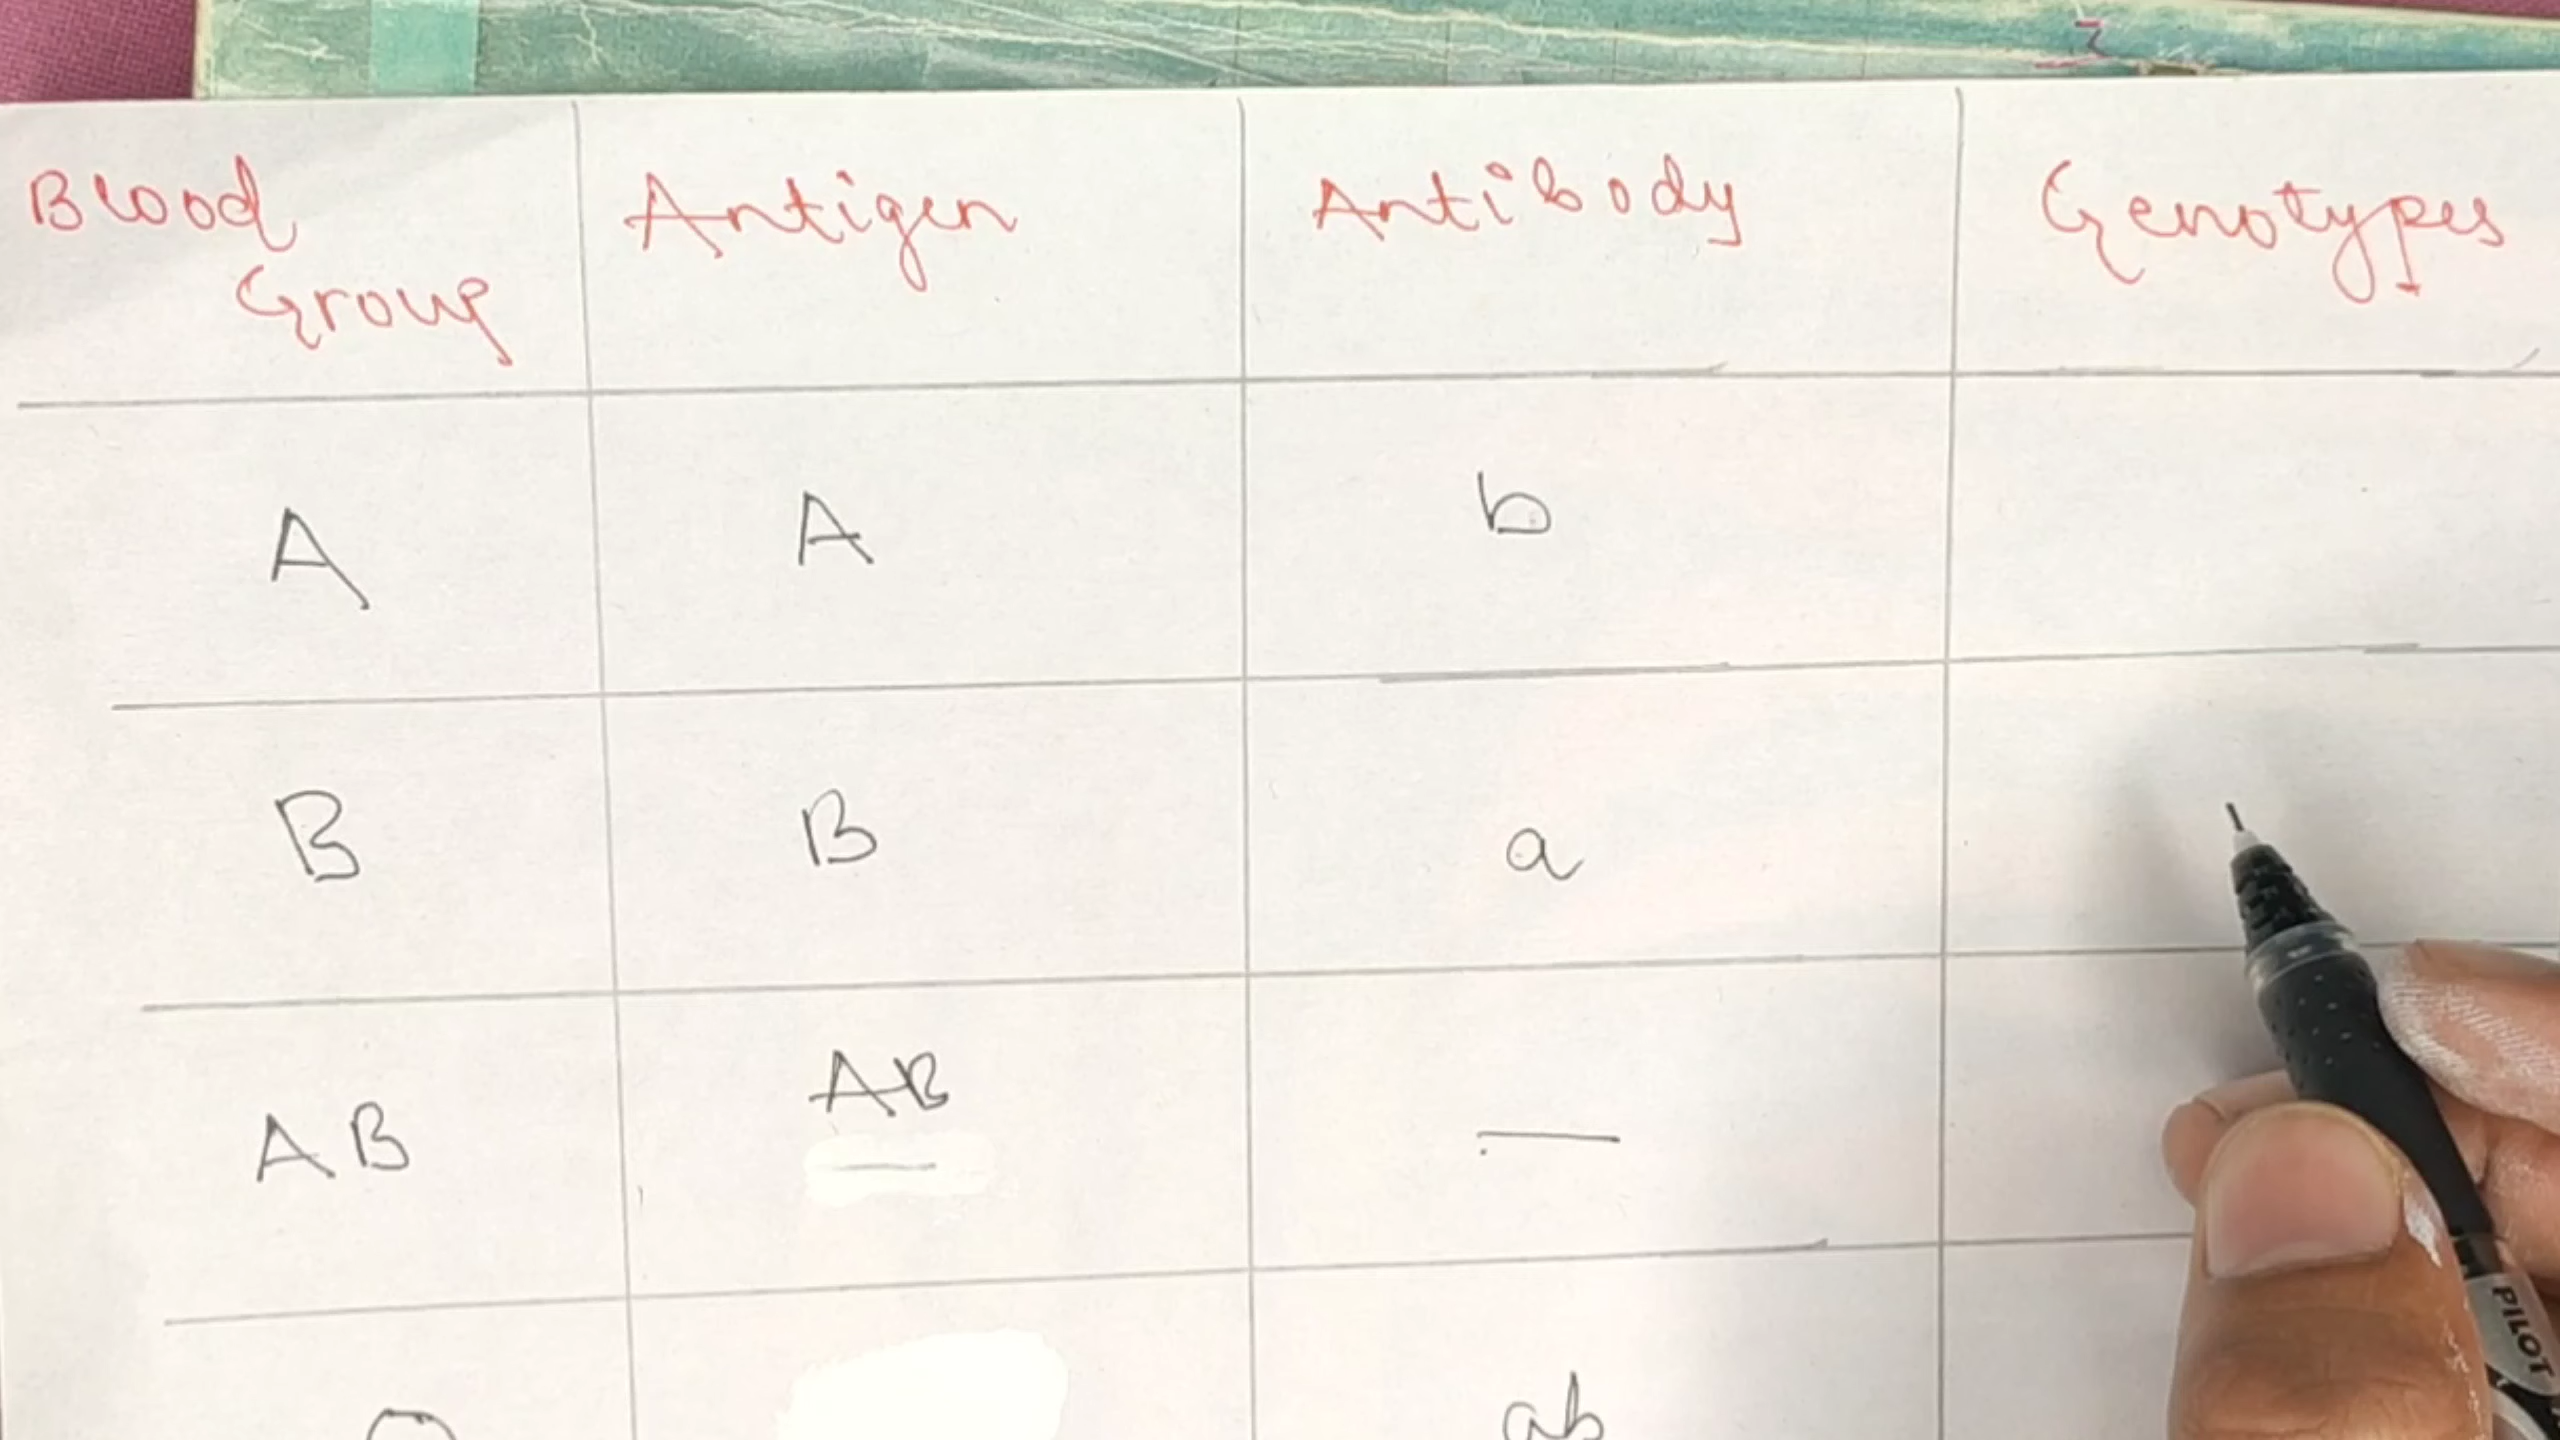 Blood Group
Antigen
Antibody
Genotypes
A
A
b
B
B
a
AB
AB
—
O
ab
PILOT